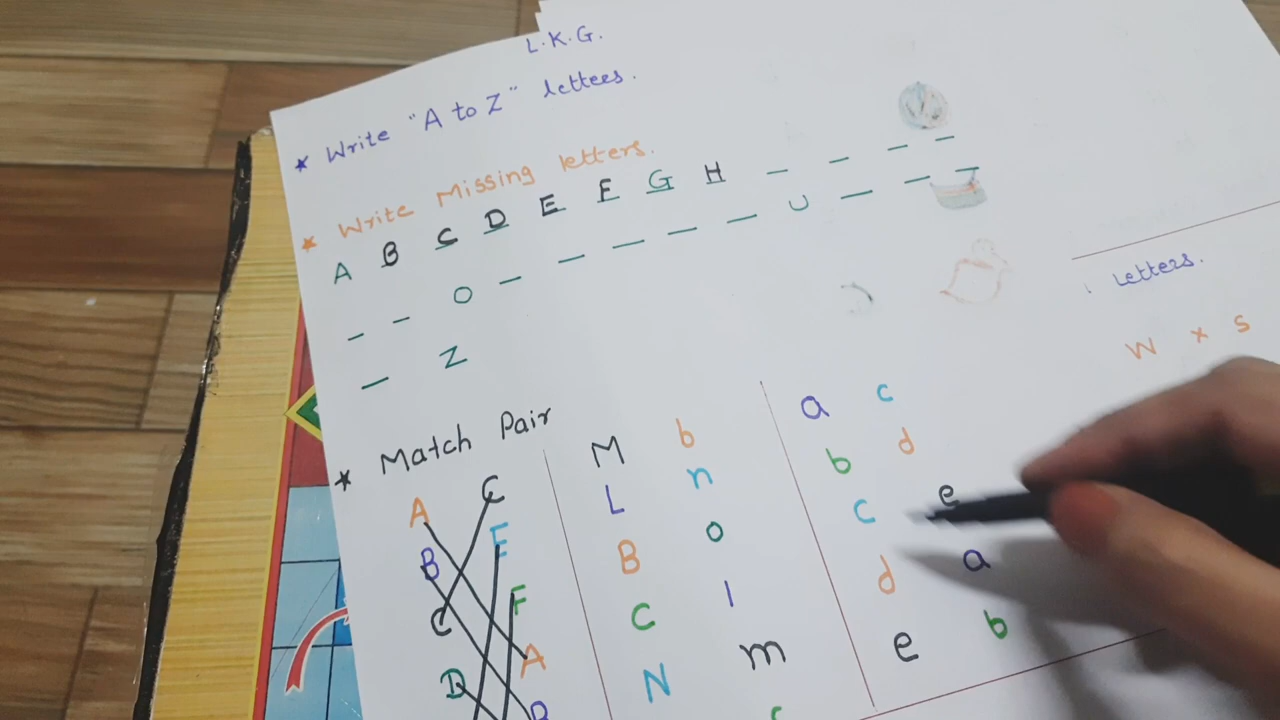 L.K.G.
* Write "A to Z" lettees.
* Write Missing letters.
A B C D E F G H _ _ _ _
_ _ O _ _ _ _ _ U _ _ _
_ Z
* Match Pair
A C
B E
C F
D A
B
M b
L n
B o
C l
N m
c
a c
b d
c e
d a
e b
letters.
W x s